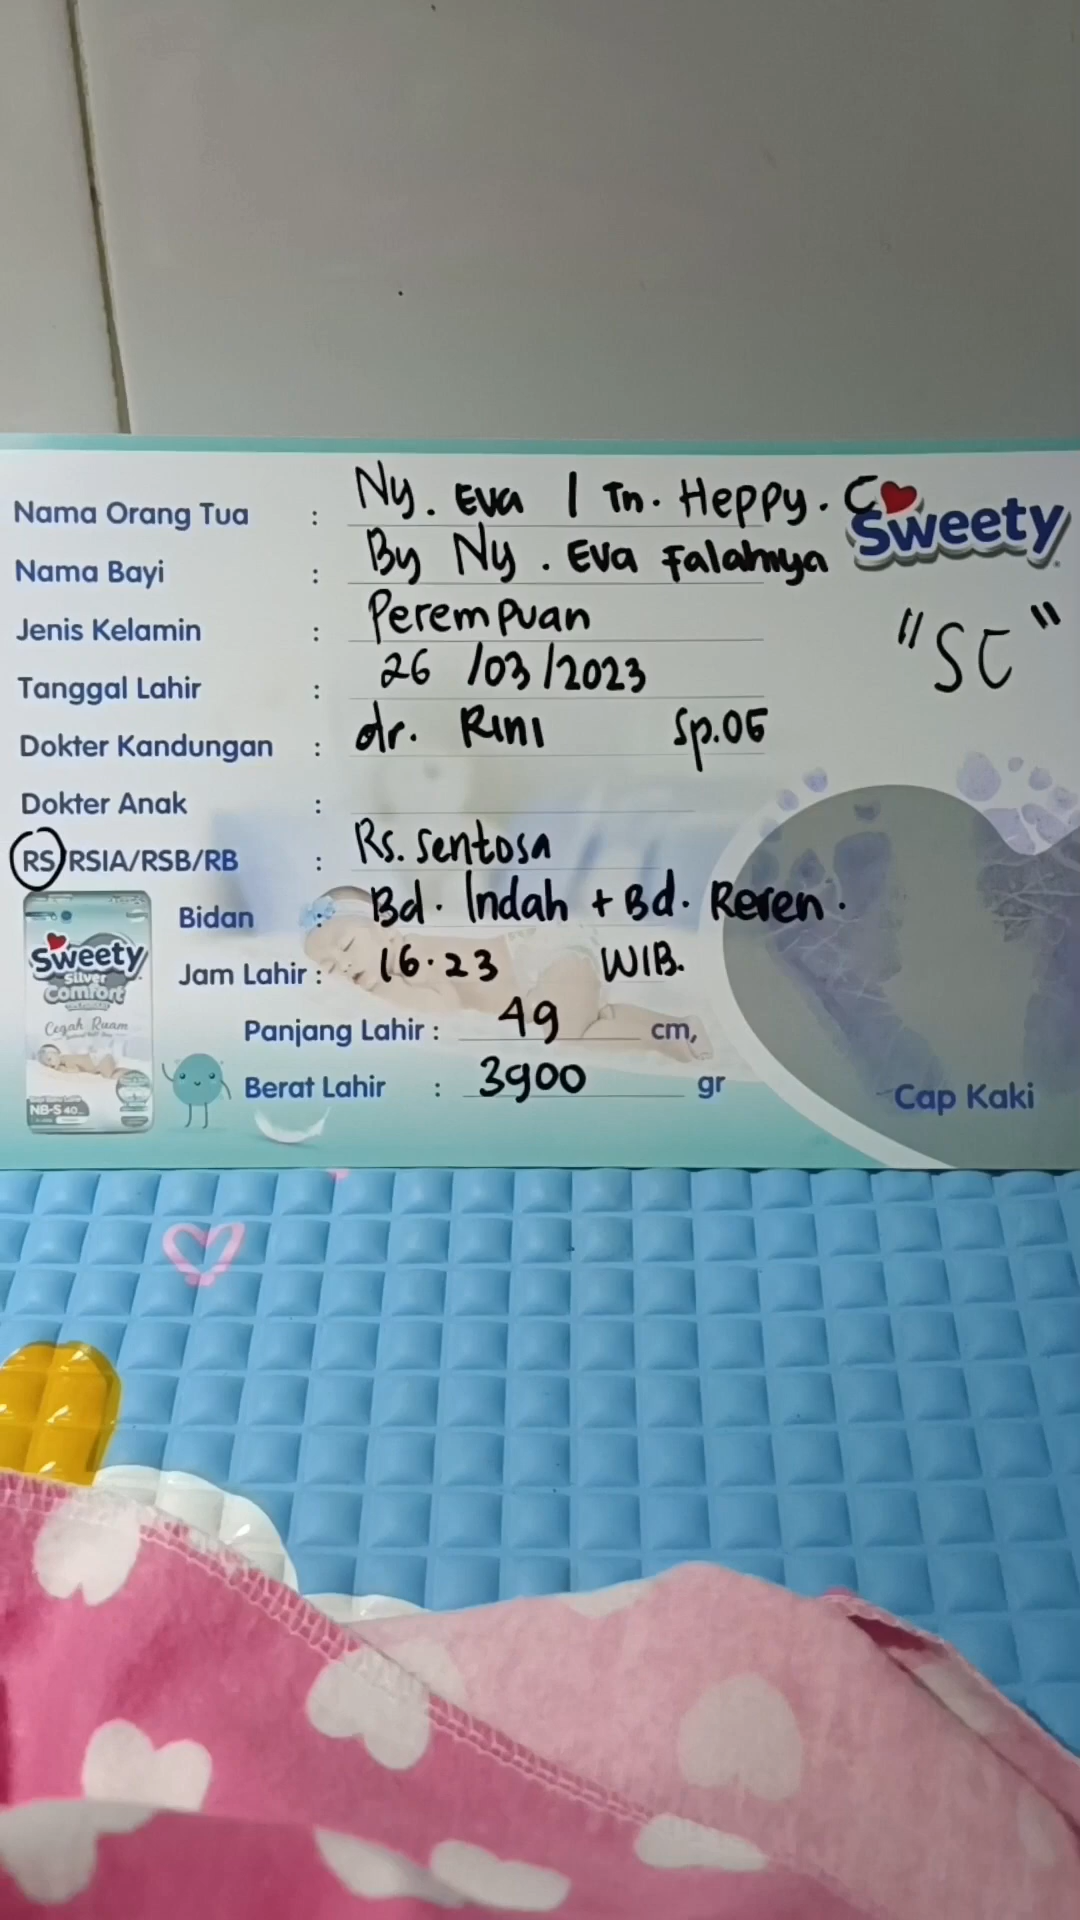 Nama Orang Tua : Ny. Eva / Tn. Heppy. C
Sweety
Nama Bayi : By Ny. Eva Falahnya
Jenis Kelamin : Perempuan
"SC"
Tanggal Lahir : 26 /03/2023
Dokter Kandungan : dr. Rini Sp.OG
Dokter Anak :
RS/RSIA/RSB/RB : Rs. Sentosa
Bidan : Bd. Indah + Bd. Reren.
Jam Lahir : 16.23 WIB.
Panjang Lahir : 49 cm,
Berat Lahir : 3900 gr
Cap Kaki
Sweety
Silver
Comfort
Cegah Ruam
NB-S 40